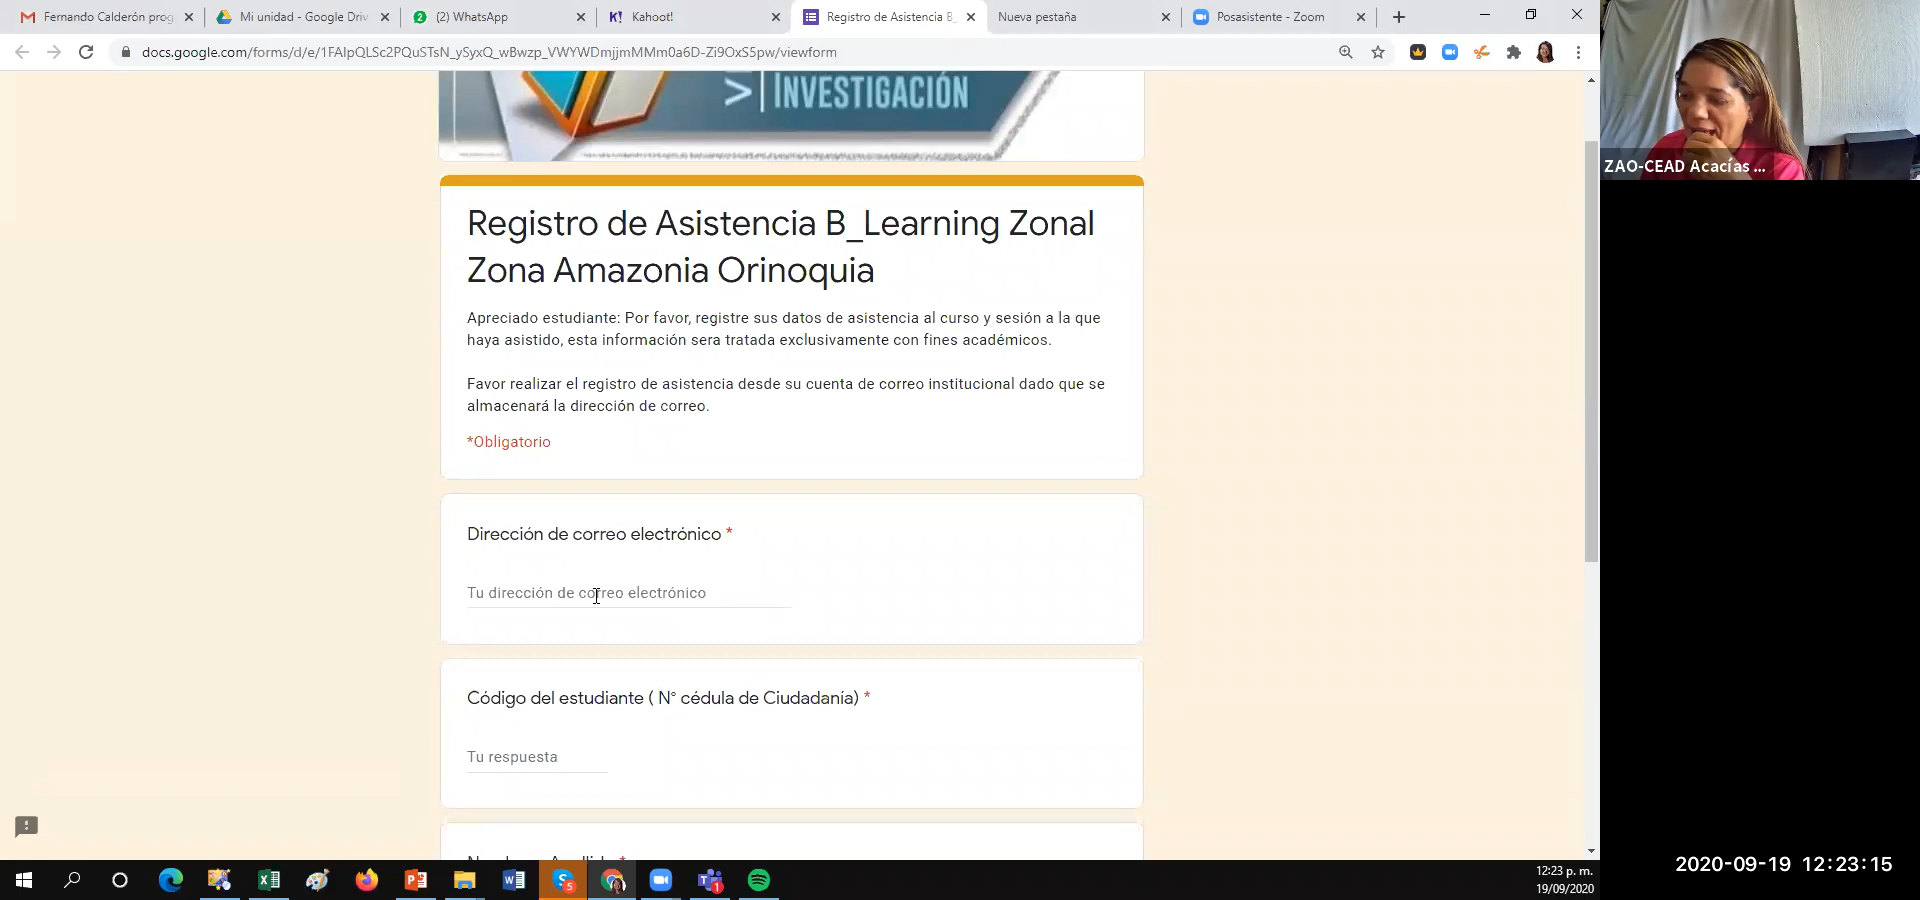 Fernando Calderón prog
Mi unidad - Google Driv
(2) WhatsApp
Kahoot!
Registro de Asistencia B_
Nueva pestaña
Posasistente - Zoom
docs.google.com/forms/d/e/1FAIpQLSc2PQuSTsN_ySyxQ_wBwzp_VWYWDmjjmMMm0a6D-Zi9OxS5pw/viewform
> INVESTIGACIÓN
ZAO-CEAD Acacías ...
Registro de Asistencia B_Learning Zonal
Zona Amazonia Orinoquia
Apreciado estudiante: Por favor, registre sus datos de asistencia al curso y sesión a la que
haya asistido, esta información sera tratada exclusivamente con fines académicos.
Favor realizar el registro de asistencia desde su cuenta de correo institucional dado que se
almacenará la dirección de correo.
*Obligatorio
Dirección de correo electrónico *
Tu dirección de correo electrónico
Código del estudiante ( N° cédula de Ciudadanía) *
Tu respuesta
12:23 p. m.
19/09/2020
2020-09-19 12:23:15